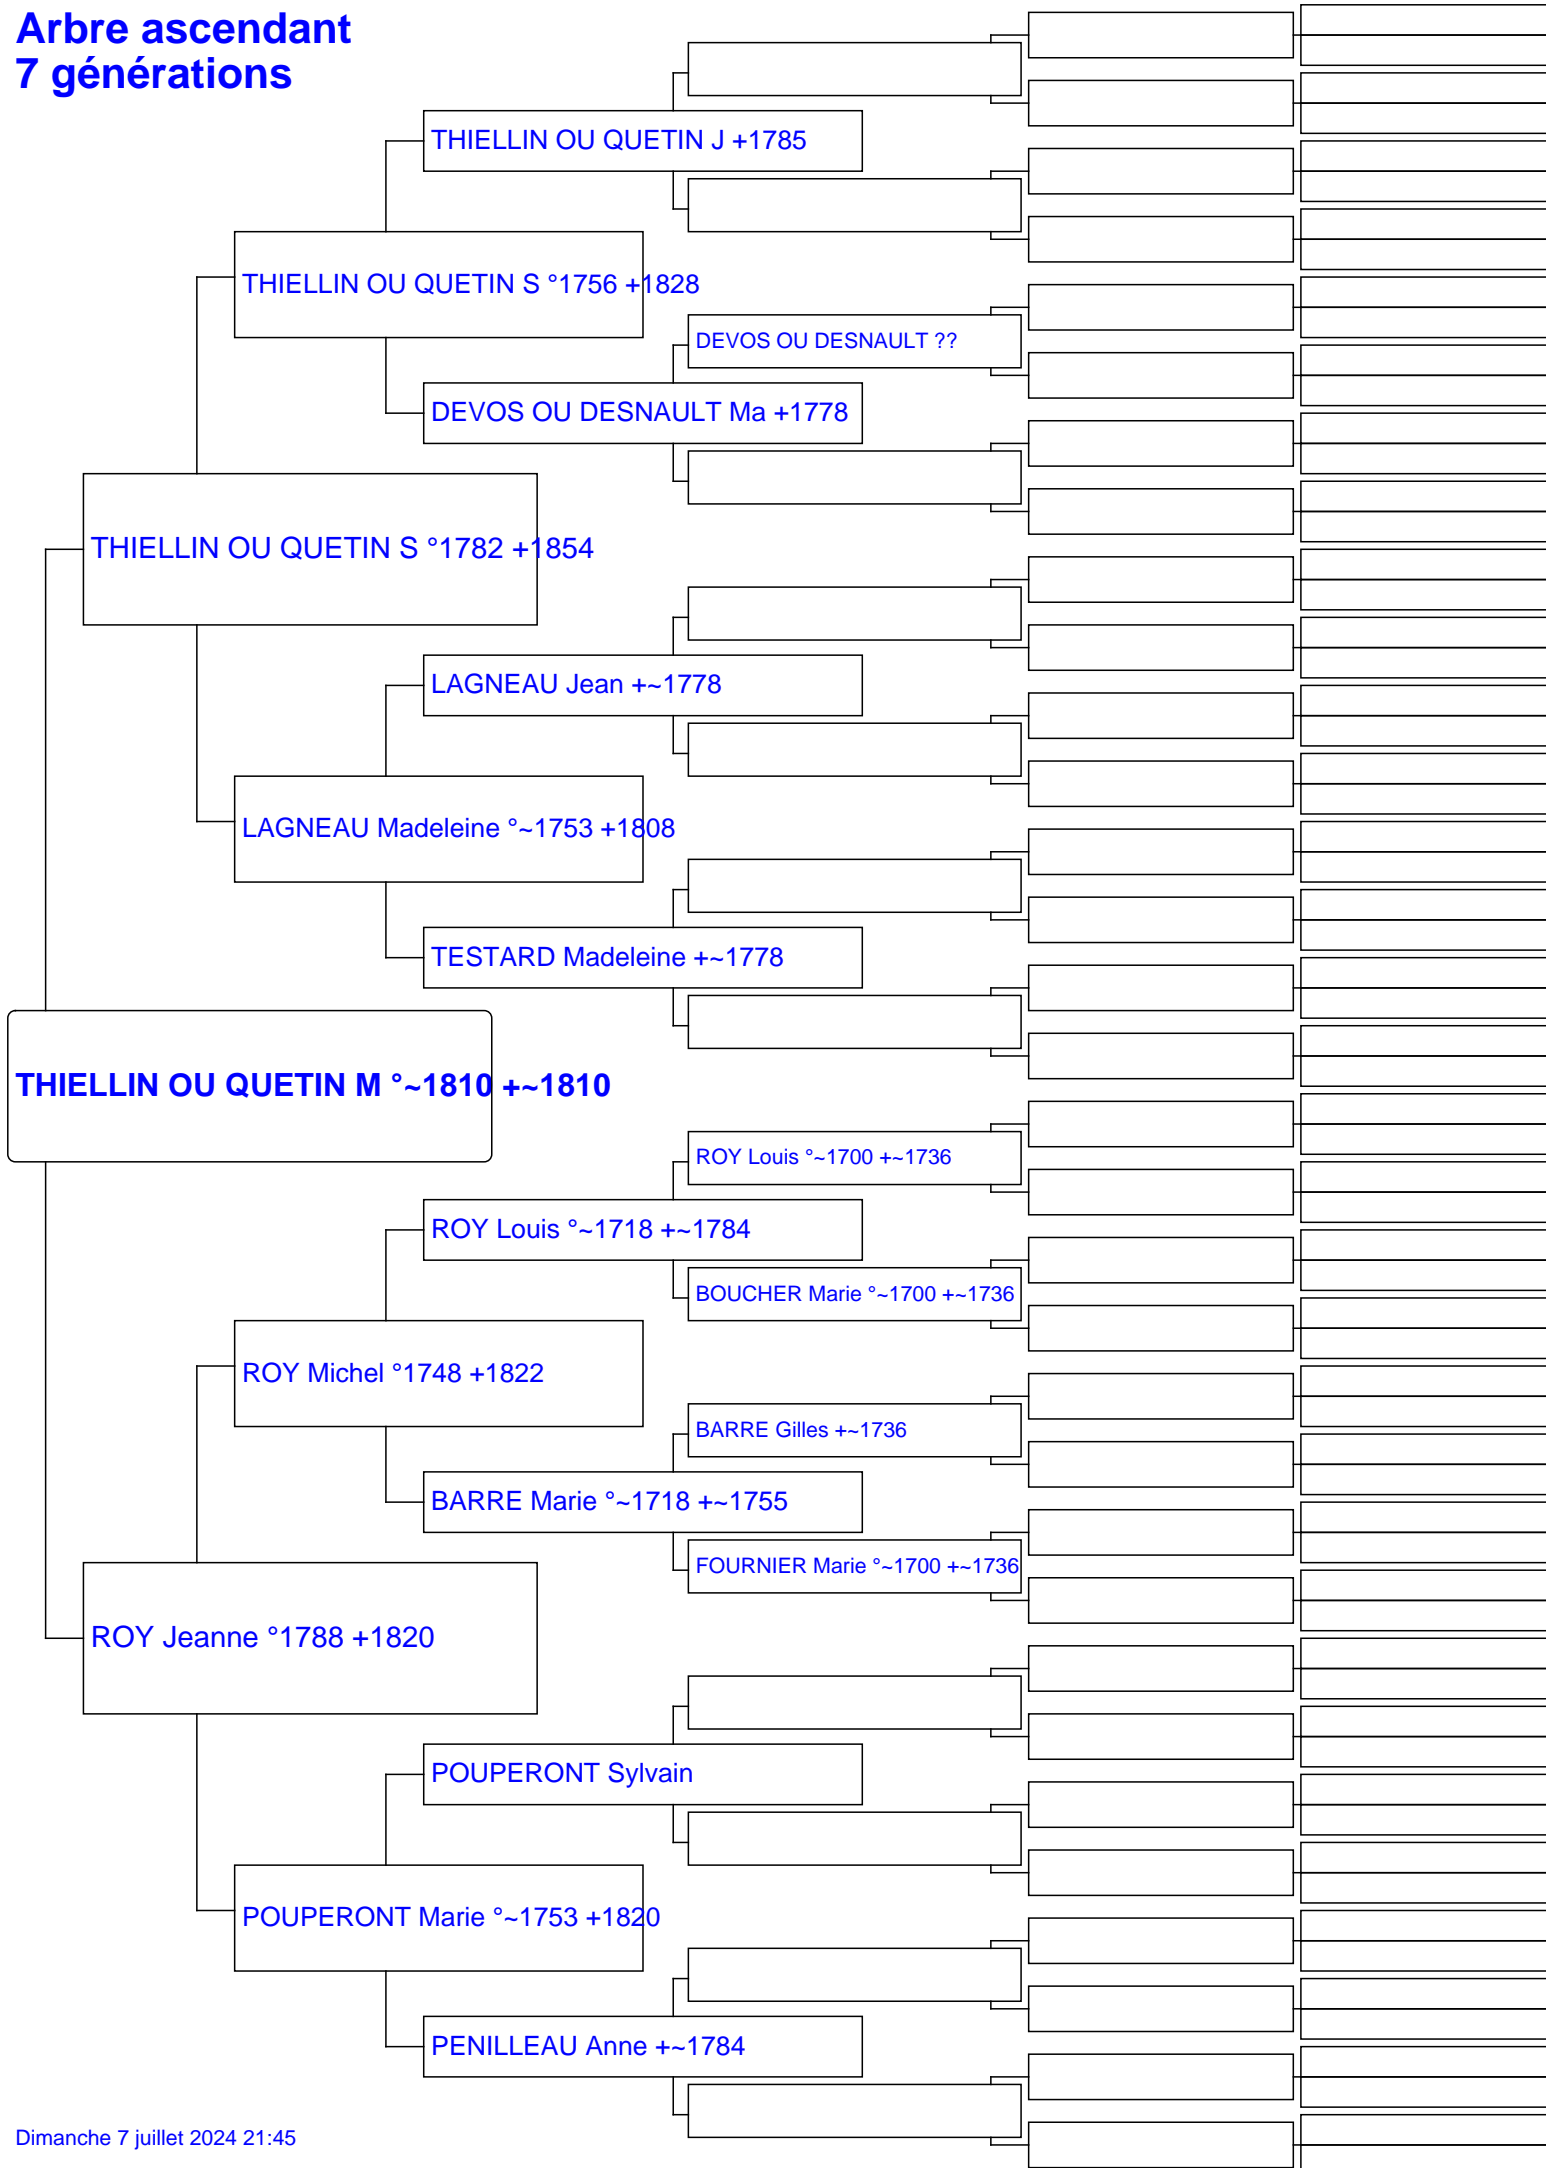 Arbre ascendant
7 générations
THIELLIN OU QUETIN J +1785
THIELLIN OU QUETIN S °1756 +1828
DEVOS OU DESNAULT ??
DEVOS OU DESNAULT Ma +1778
THIELLIN OU QUETIN S °1782 +1854
LAGNEAU Jean +~1778
LAGNEAU Madeleine °~1753 +1808
TESTARD Madeleine +~1778
THIELLIN OU QUETIN M °~1810 +~1810
ROY Louis °~1700 +~1736
ROY Louis °~1718 +~1784
BOUCHER Marie °~1700 +~1736
ROY Michel °1748 +1822
BARRE Gilles +~1736
BARRE Marie °~1718 +~1755
FOURNIER Marie °~1700 +~1736
ROY Jeanne °1788 +1820
POUPERONT Sylvain
POUPERONT Marie °~1753 +1820
PENILLEAU Anne +~1784
Dimanche 7 juillet 2024 21:45